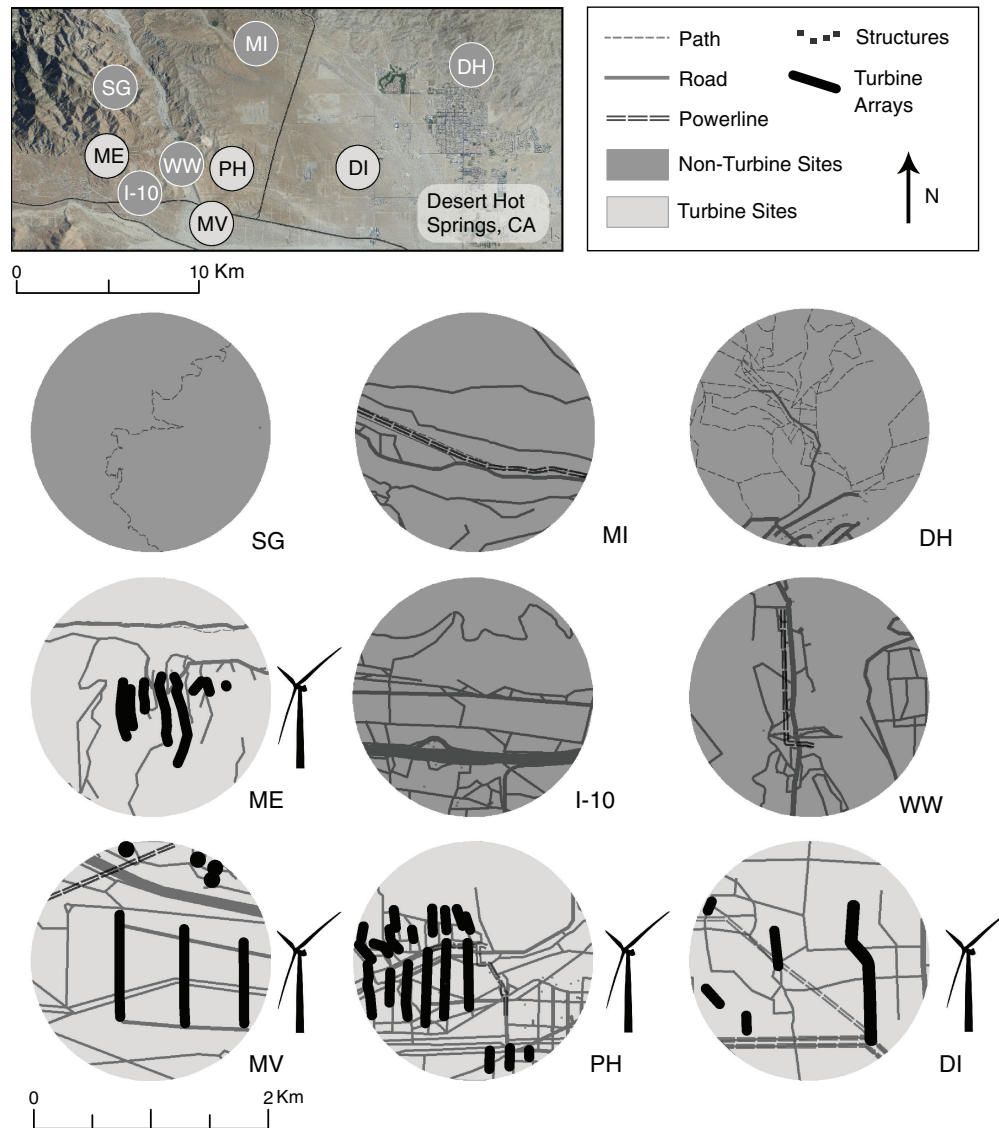 MI
DH
SG
ME
WW
PH
DI
I-10
MV
Desert Hot
Springs, CA
0
10 Km
Path
Road
Powerline
Non-Turbine Sites
Turbine Sites
Structures
Turbine
Arrays
N
SG
MI
DH
ME
I-10
WW
MV
PH
DI
0
2 Km